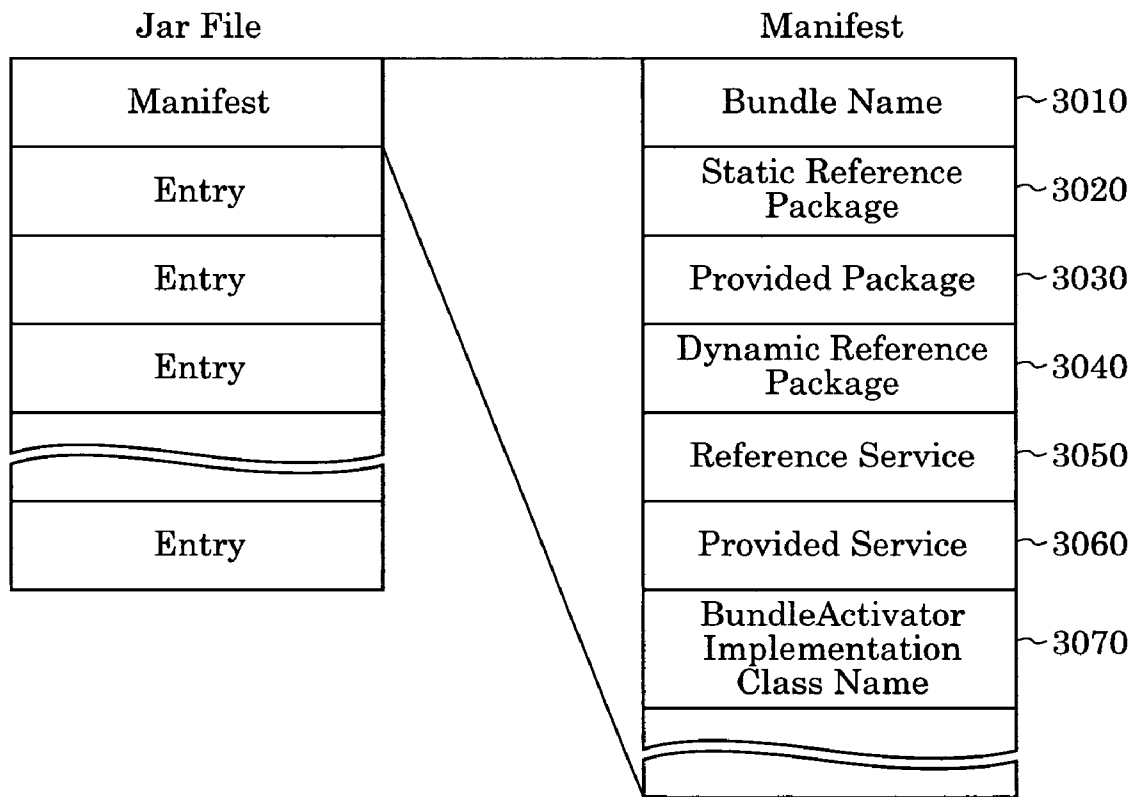 Jar File
Manifest
Entry
Entry
Entry
Entry
Manifest
Bundle Name
3010
Static Reference
Package
3020
Provided Package
3030
Dynamic Reference
Package
3040
Reference Service
3050
Provided Service
3060
BundleActivator
Implementation
Class Name
3070